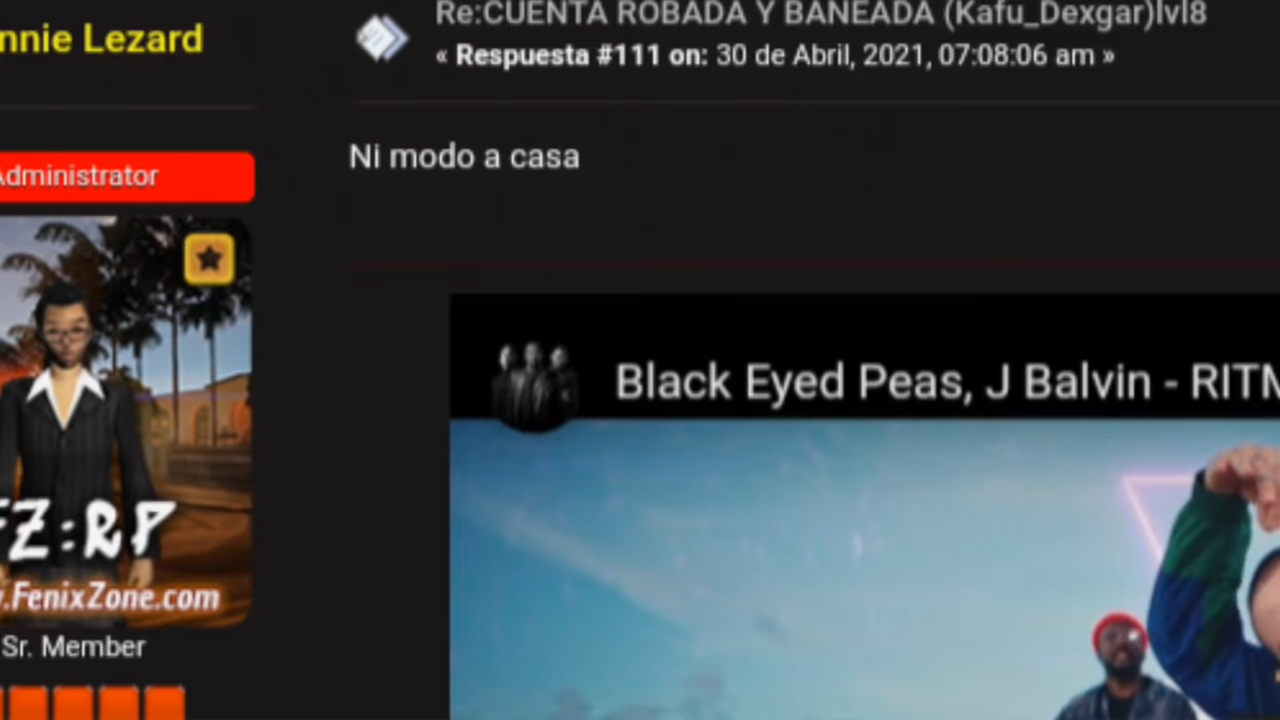 nnie Lezard
Re:CUENTA ROBADA Y BANEADA (Kafu_Dexgar)lvl8
« Respuesta #111 on: 30 de Abril, 2021, 07:08:06 am »
Administrator
Ni modo a casa
FZ:RP
.FenixZone.com
Sr. Member
Black Eyed Peas, J Balvin - RITM